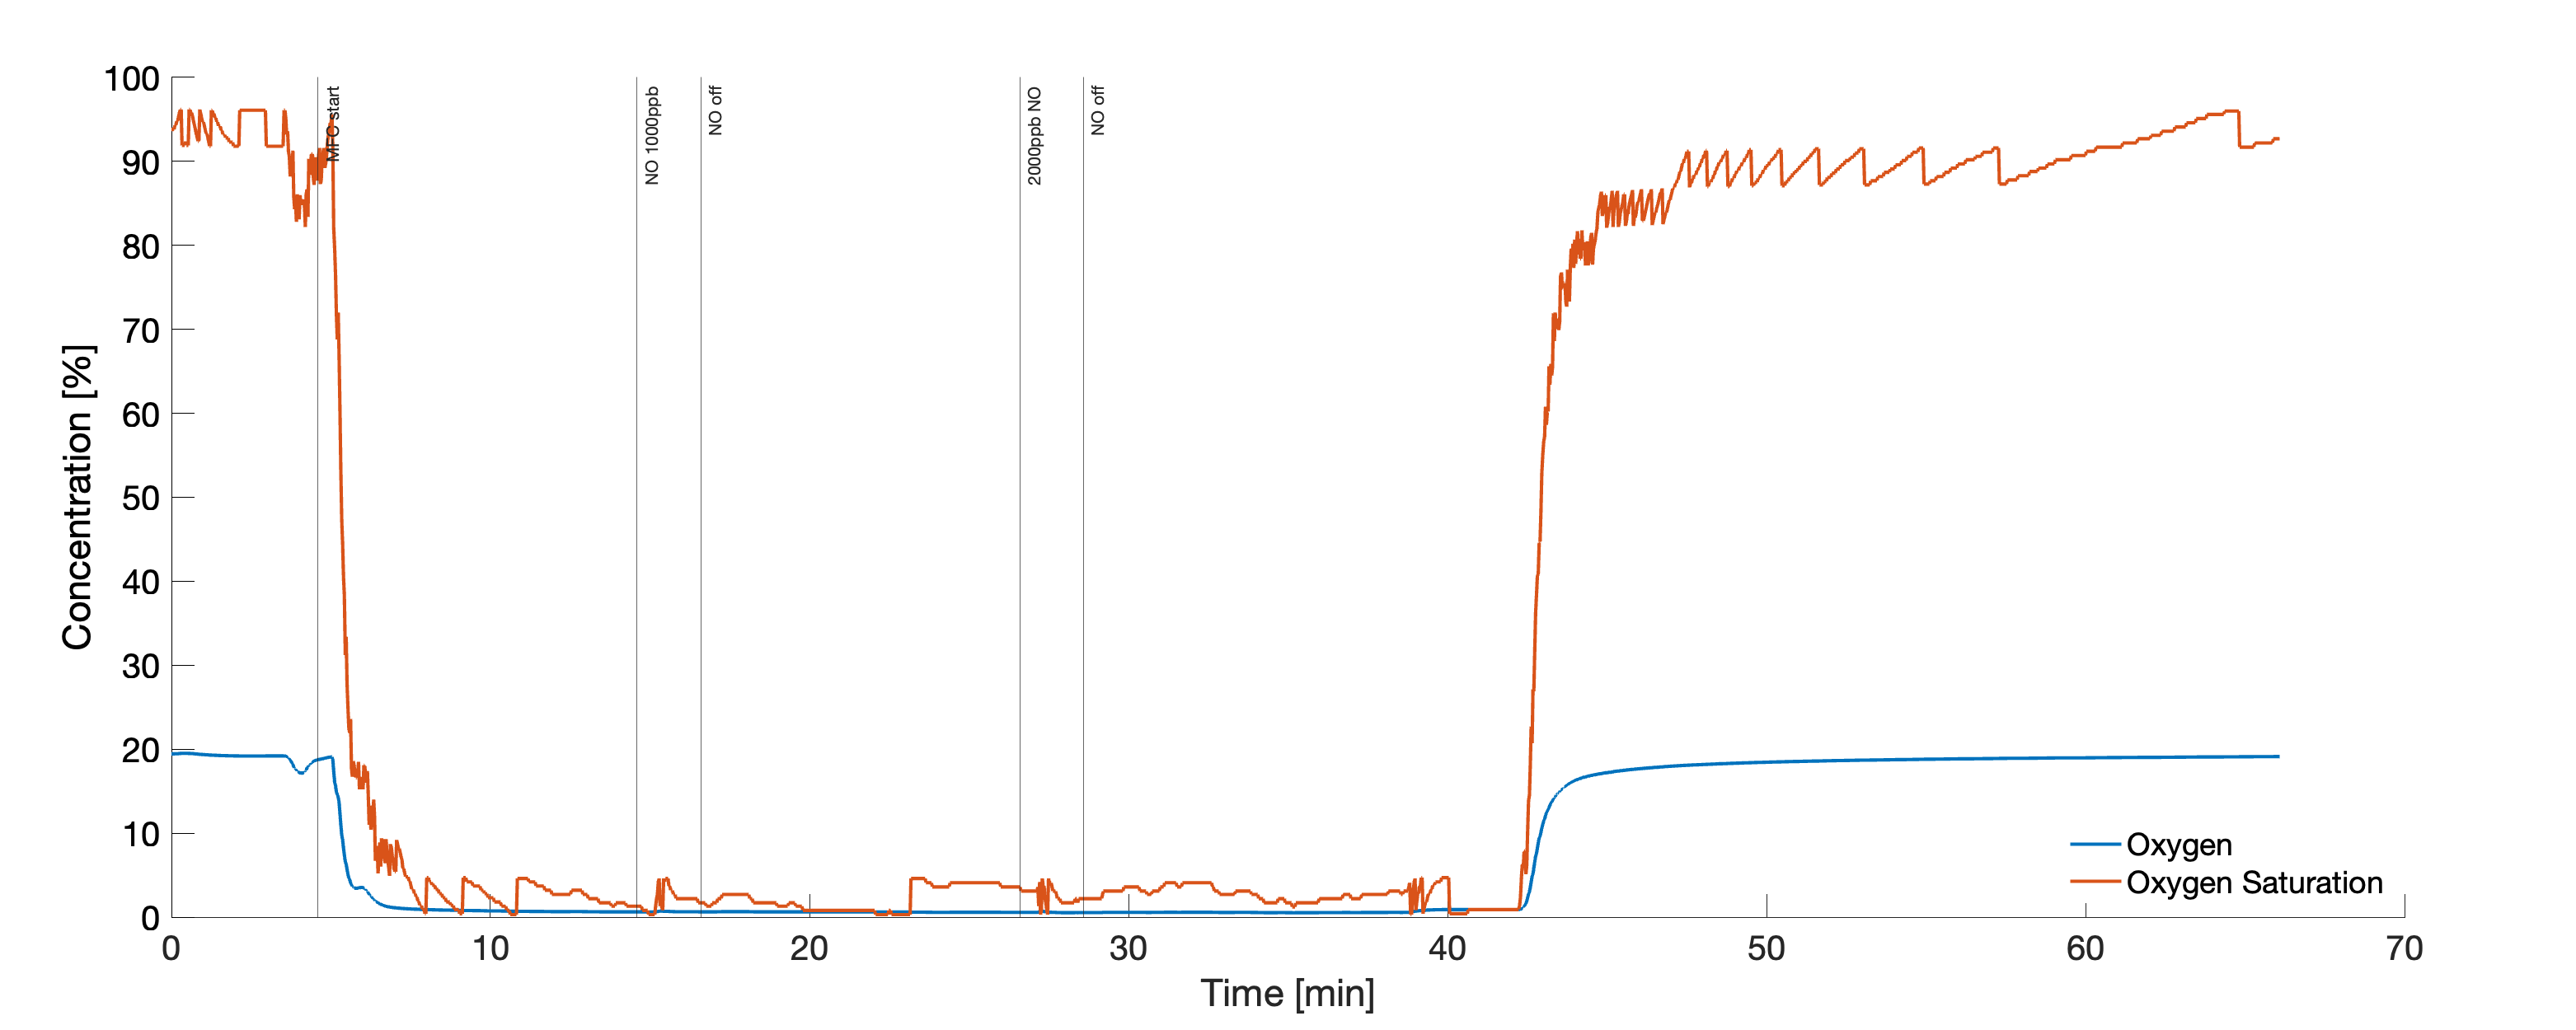 100
90
80
70
60
50
40
30
20
10
0
Concentration [%]
MFC start
NO 1000ppb
NO off
2000ppb NO
NO off
Oxygen
Oxygen Saturation
0 10 20 30 40 50 60 70
Time [min]